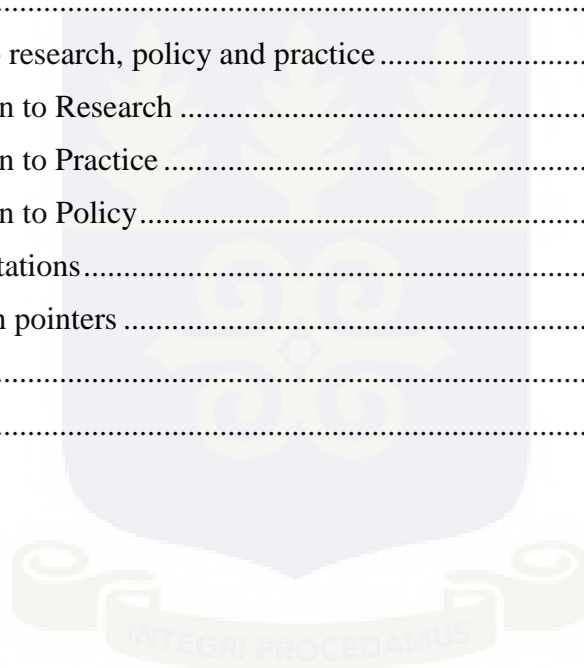 ....................................................................
research, policy and practice ...................................
n to Research ....................................................
n to Practice .......................................................
n to Policy...........................................................
tations..................................................................
n pointers ............................................................
....................................................................
....................................................................
INTEGRI PROCEDAMUS